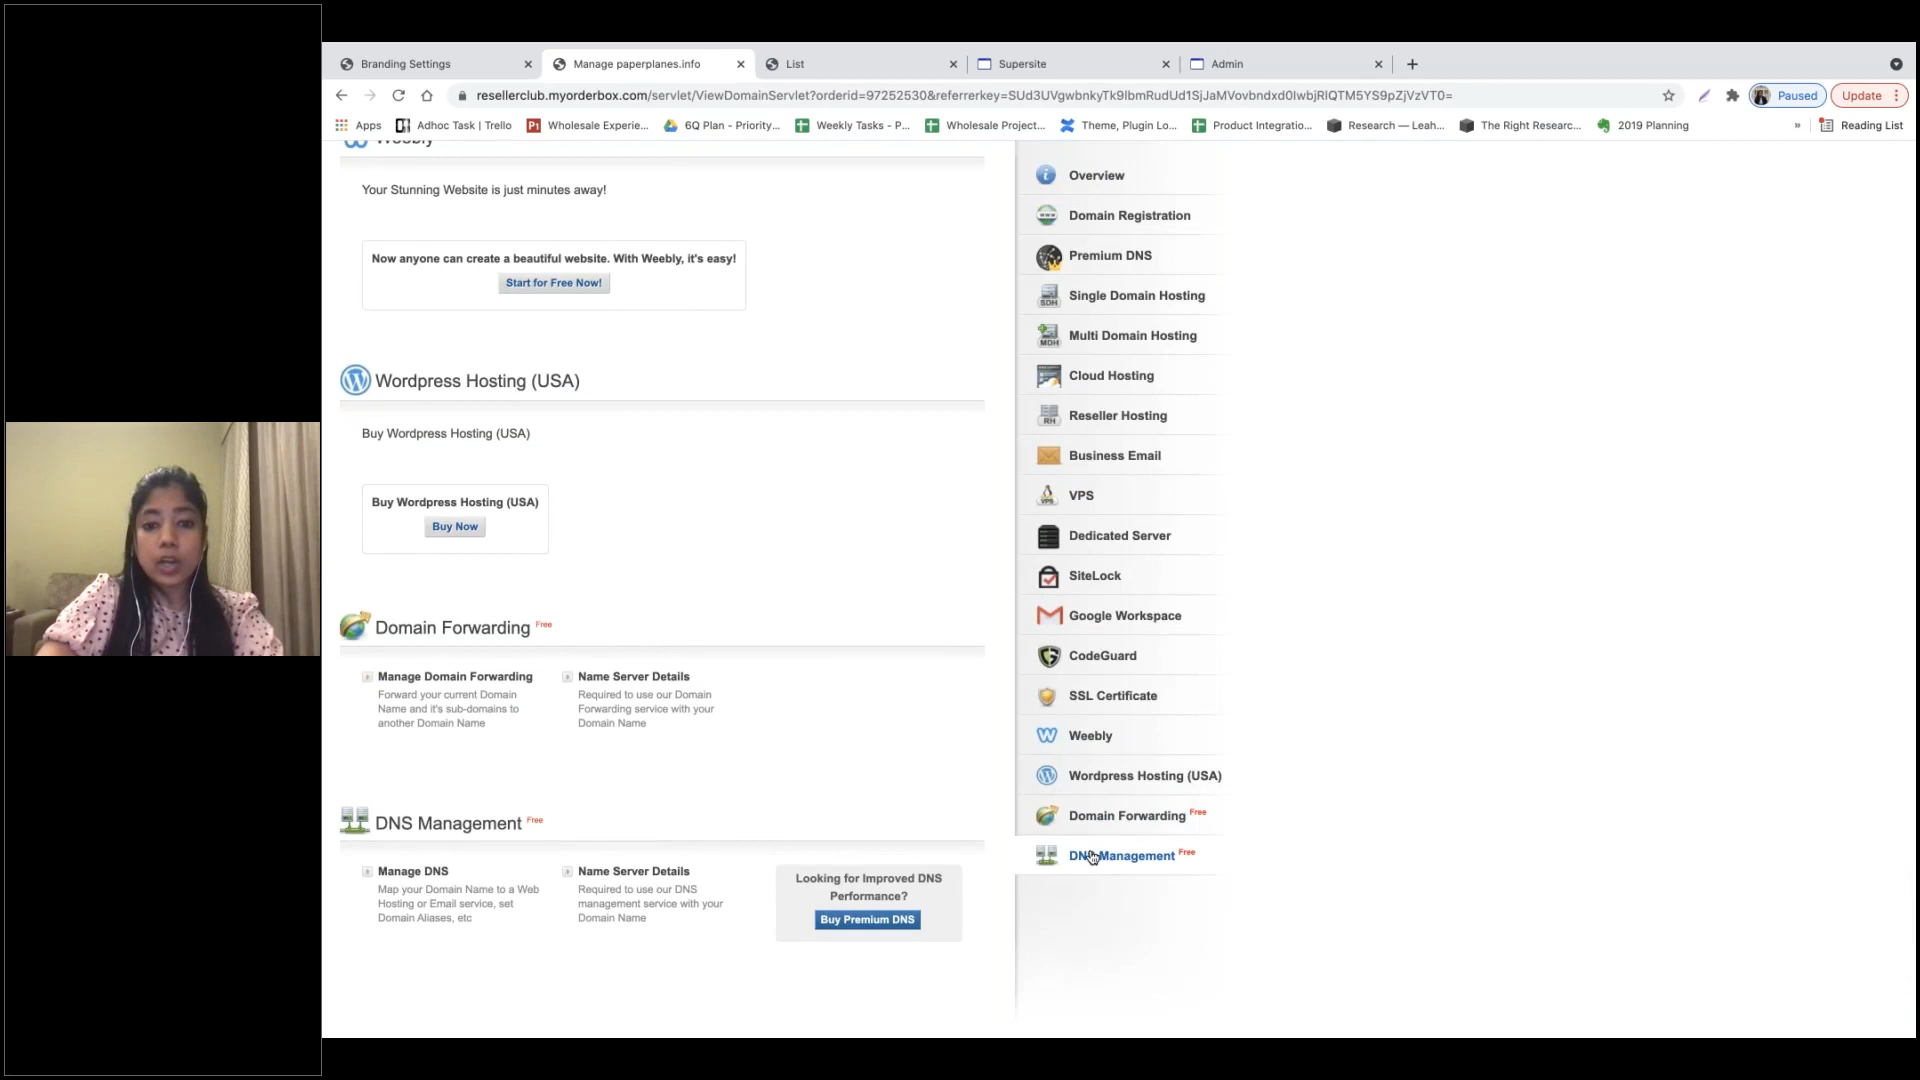 Branding Settings
Manage paperplanes.info
List
Supersite
Admin
resellerclub.myorderbox.com/servlet/ViewDomainServlet?orderid=97252530&referrerkey=SUd3UVgwbnkyTk9lbmRudUd1SjJaMVovbndxd0IwbjRlQTM5YS9pZjVzVT0=
Paused
Update
Apps
Adhoc Task | Trello
Wholesale Experie...
6Q Plan - Priority...
Weekly Tasks - P...
Wholesale Project...
Theme, Plugin Lo...
Product Integratio...
Research — Leah...
The Right Researc...
2019 Planning
»
Reading List
Weebly
Your Stunning Website is just minutes away!
Now anyone can create a beautiful website. With Weebly, it's easy!
Start for Free Now!
Wordpress Hosting (USA)
Buy Wordpress Hosting (USA)
Buy Wordpress Hosting (USA)
Buy Now
Domain Forwarding Free
Manage Domain Forwarding
Forward your current Domain
Name and it's sub-domains to
another Domain Name
Name Server Details
Required to use our Domain
Forwarding service with your
Domain Name
DNS Management Free
Manage DNS
Map your Domain Name to a Web
Hosting or Email service, set
Domain Aliases, etc
Name Server Details
Required to use our DNS
management service with your
Domain Name
Looking for Improved DNS
Performance?
Buy Premium DNS
Overview
Domain Registration
Premium DNS
SDH Single Domain Hosting
MDH Multi Domain Hosting
Cloud Hosting
RH Reseller Hosting
Business Email
VPS VPS
Dedicated Server
SiteLock
Google Workspace
CodeGuard
SSL Certificate
Weebly
Wordpress Hosting (USA)
Domain Forwarding Free
DNS Management Free